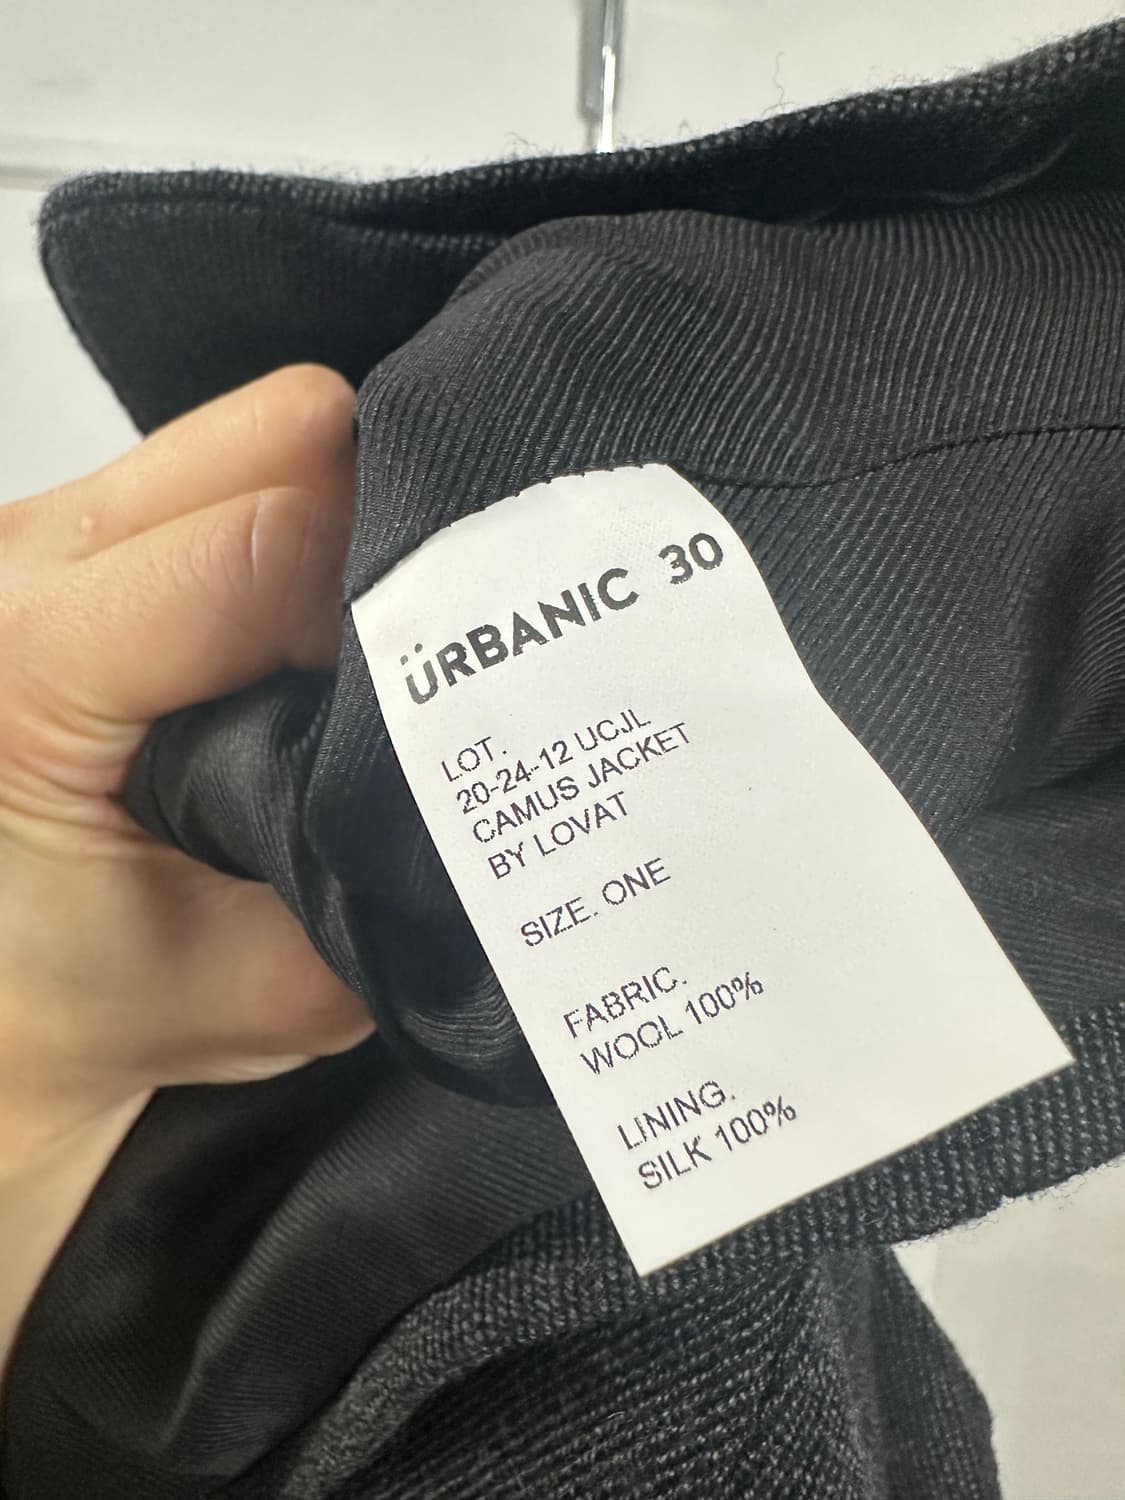 ÜRBANIC 30
LOT.
20-24-12 UCJL
CAMUS JACKET
BY LOVAT
SIZE. ONE
FABRIC.
WOOL 100%
LINING.
SILK 100%